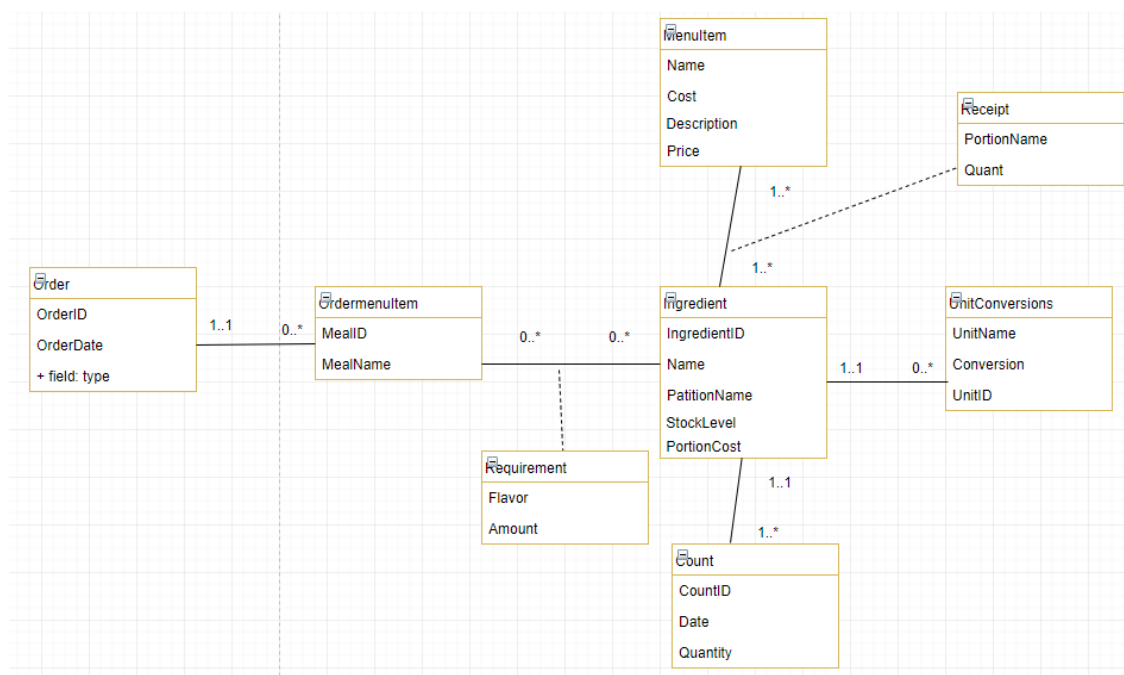 MenuItem
Name
Cost
Description
Price
Receipt
PortionName
Quant
1..*
1..*
Order
OrderID
OrderDate
+ field: type
1..1
0..*
OrdermenuItem
MealID
MealName
0..*
0..*
Ingredient
IngredientID
Name
PatitionName
StockLevel
PortionCost
1..1
0..*
UnitConversions
UnitName
Conversion
UnitID
Requirement
Flavor
Amount
1..1
1..*
Count
CountID
Date
Quantity